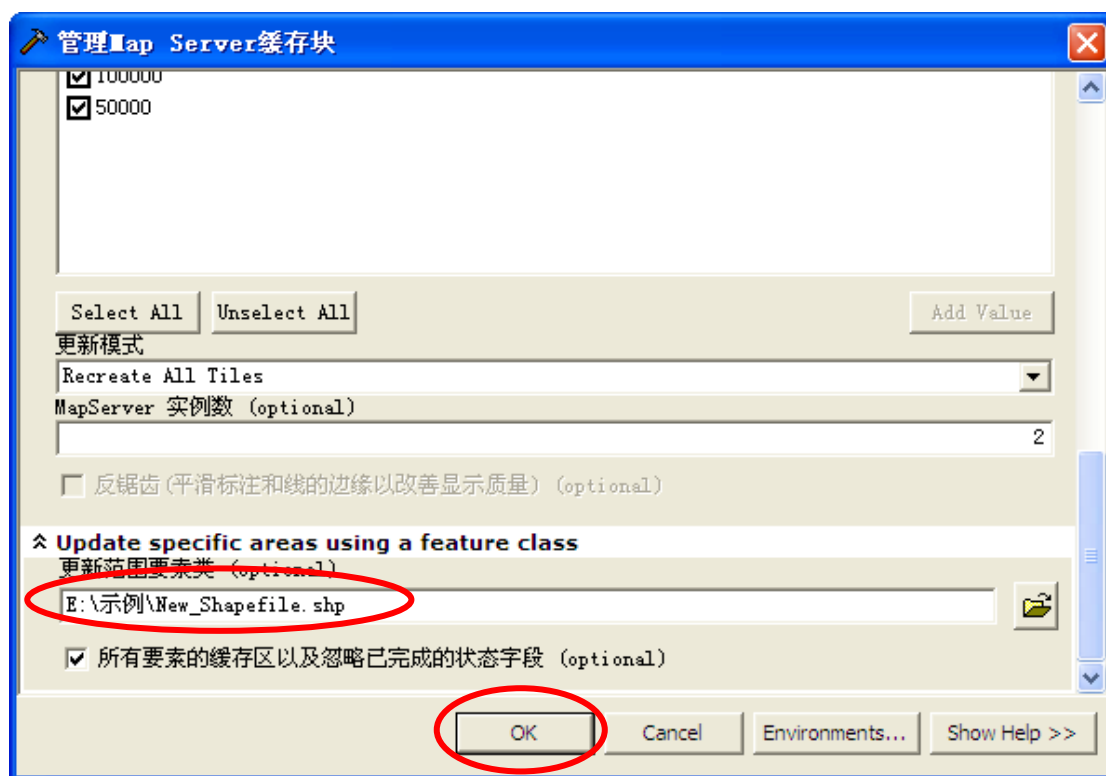 管理Map Server缓存块
100000
50000
Select All Unselect All Add Value
更新模式
Recreate All Tiles
MapServer 实例数 (optional)
2
反锯齿(平滑标注和线的边缘以改善显示质量) (optional)
Update specific areas using a feature class
更新范围要素类 (optional)
E:\示例\New_Shapefile.shp
所有要素的缓存区以及忽略已完成的状态字段 (optional)
OK Cancel Environments... Show Help >>